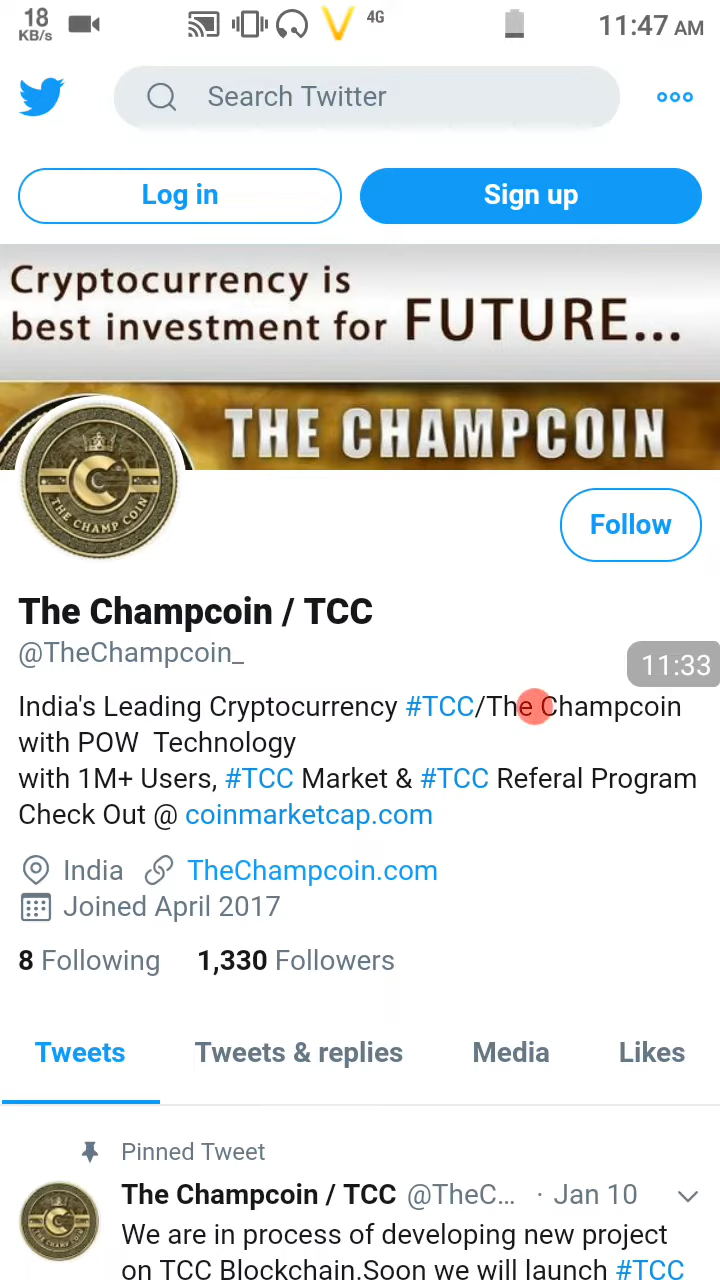 18
KB/s
4G
11:47 AM
Search Twitter
Log in
Sign up
Cryptocurrency is
best investment for FUTURE...
THE CHAMPCOIN
THE CHAMP COIN
Follow
The Champcoin / TCC
@TheChampcoin_
11:33
India's Leading Cryptocurrency #TCC/The Champcoin
with POW Technology
with 1M+ Users, #TCC Market & #TCC Referal Program
Check Out @ coinmarketcap.com
India TheChampcoin.com
Joined April 2017
8 Following 1,330 Followers
Tweets Tweets & replies Media Likes
Pinned Tweet
The Champcoin / TCC @TheC... · Jan 10
We are in process of developing new project
on TCC Blockchain.Soon we will launch #TCC